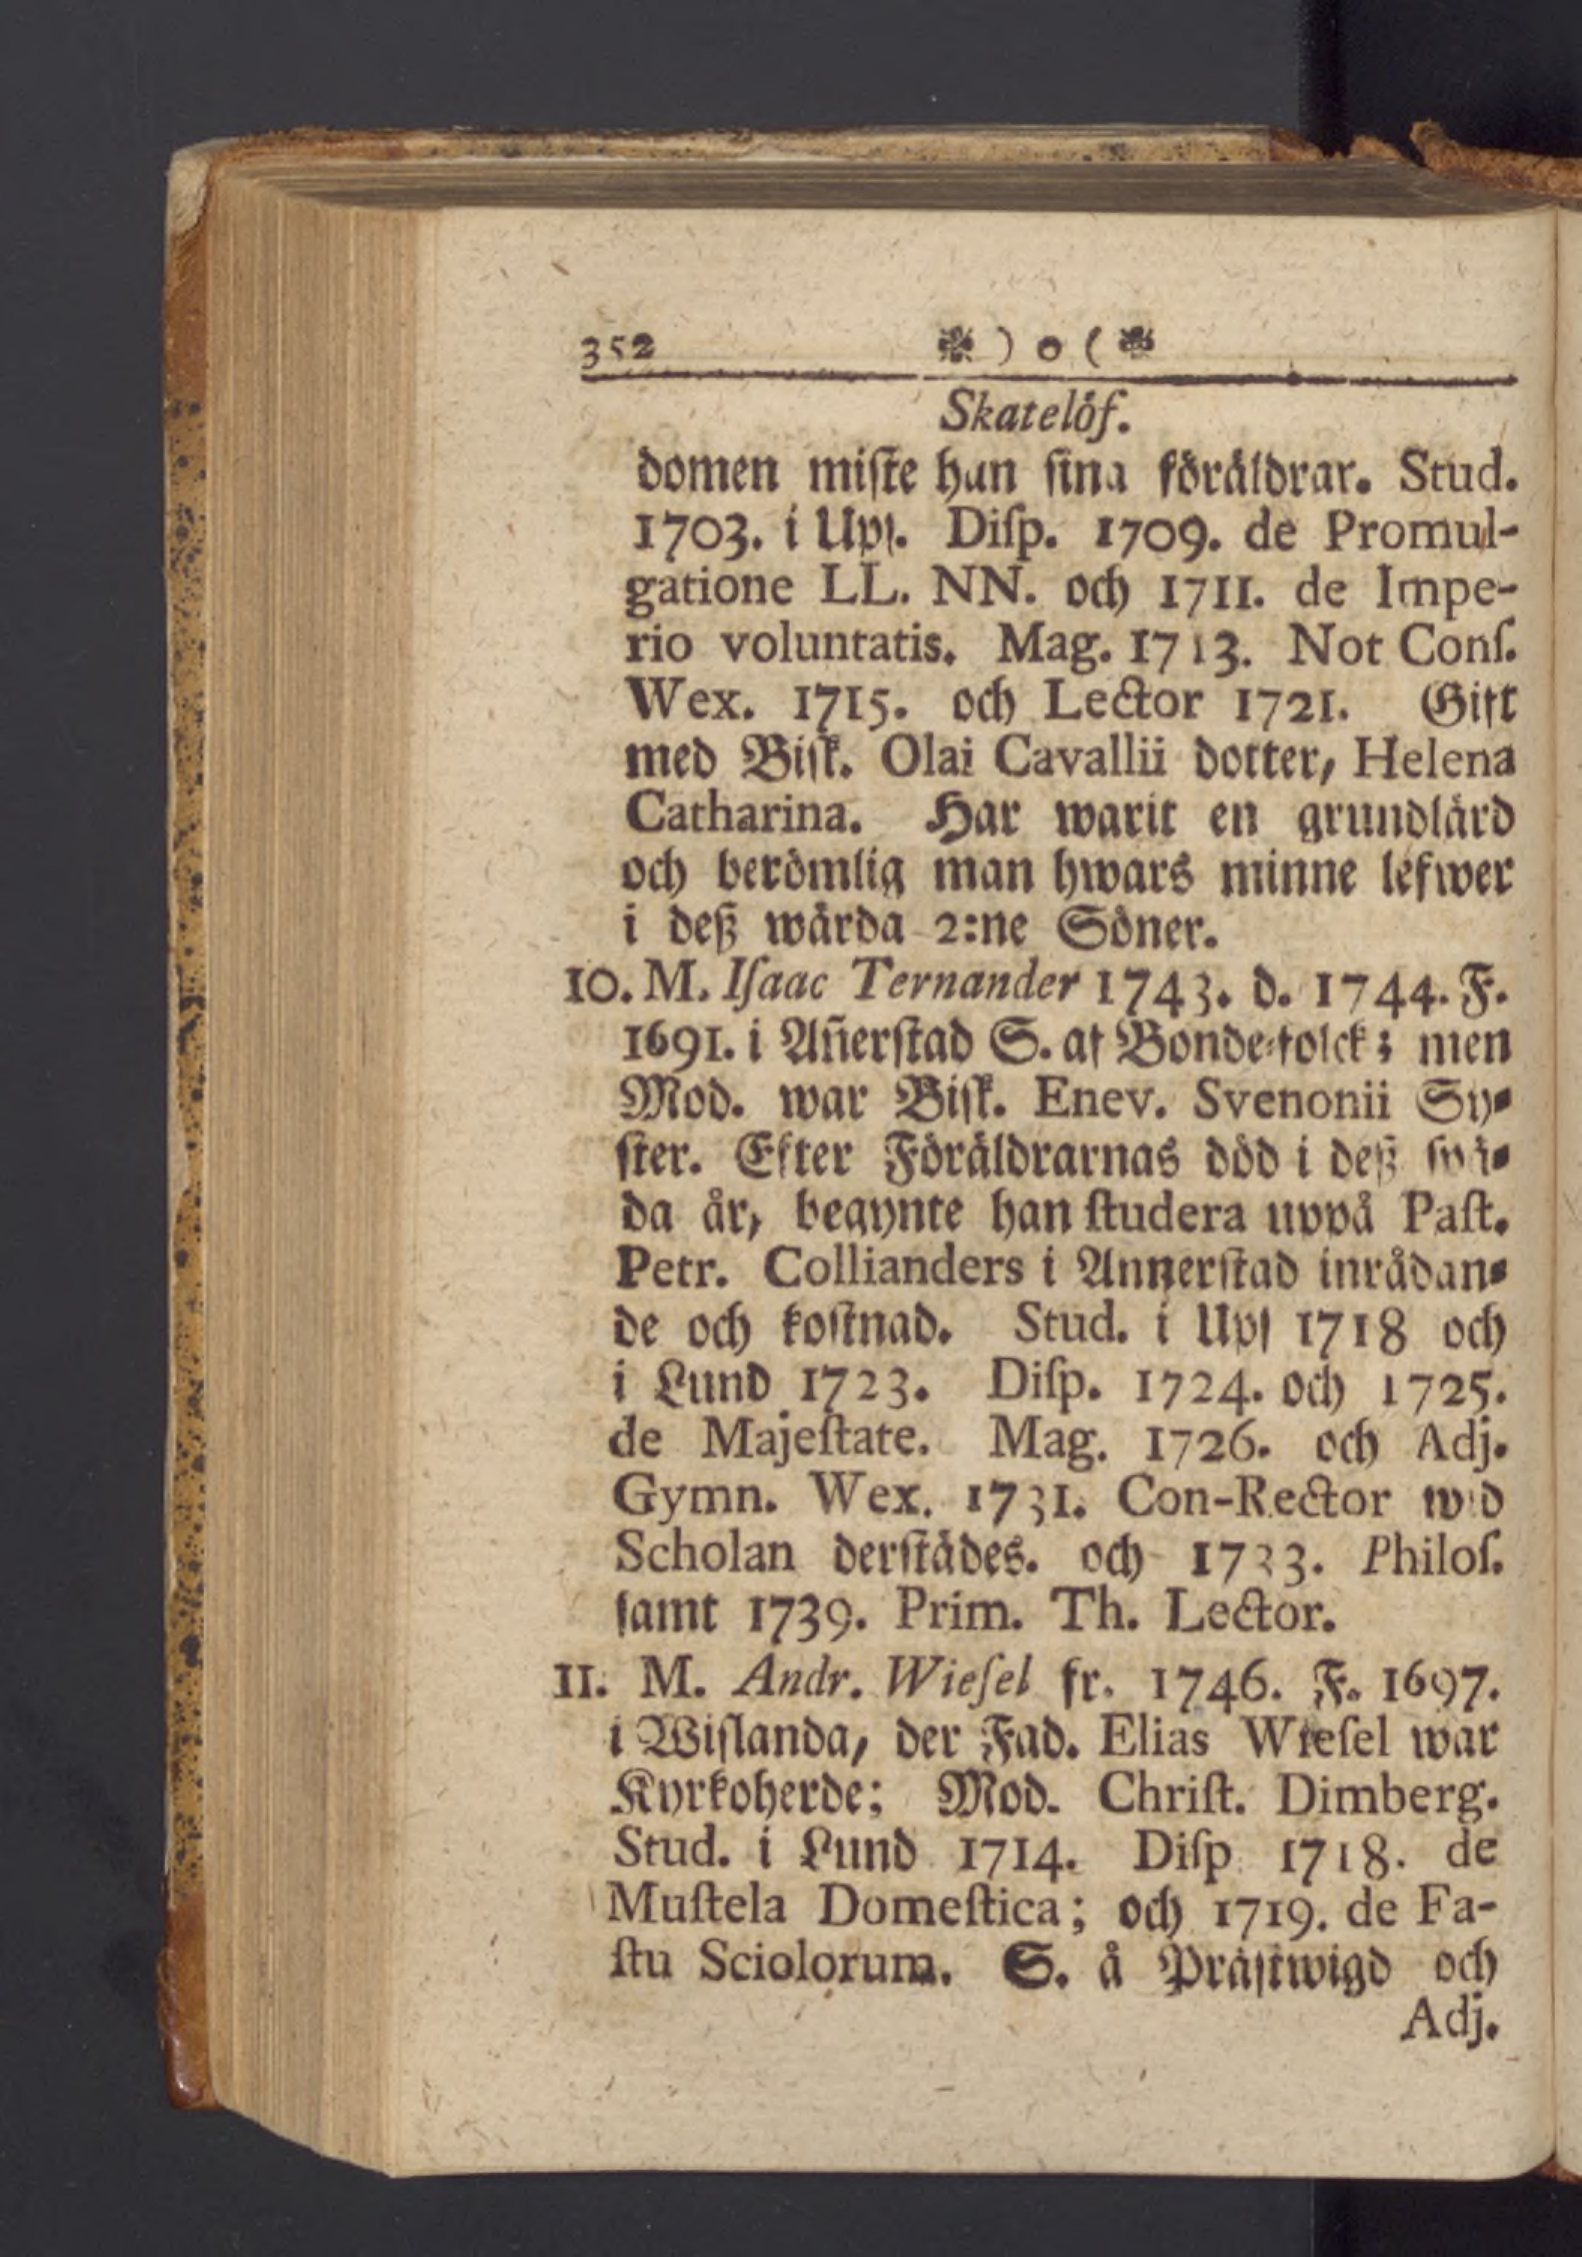 352 ❋ ) o ( ❋
Skatelöf.
domen miſte han ſina föräldrar. Stud.
1703. i Upſ. Diſp. 1709. de Promul-
gatione LL. NN. och 1711. de Impe-
rio voluntatis. Mag. 1713. Not Conſ.
Wex. 1715. och Lector 1721. Gift
med Biſk. Olai Cavallii dotter, Helena
Catharina. Har warit en grundlärd
och berömlig man hwars minne lefwer
i deß wärda 2:ne Söner.
10. M. Iſaac Ternander 1743. d. 1744. F.
1691. i Añerſtad S. af Bonde-folck; men
Mod. war Biſk. Enev. Svenonii Sy-
ſter. Efter Föräldrarnas död i deß ſpä-
da år, begynte han ſtudera uppå Paſt.
Petr. Collianders i Annerſtad inrådan-
de och koſtnad. Stud. i Upſ 1718 och
i Lund 1723. Diſp. 1724. och 1725.
de Majeſtate. Mag. 1726. och Adj.
Gymn. Wex. 1731. Con-Rector wid
Scholan derſtädes. och 1733. Philoſ.
ſamt 1739. Prim. Th. Lector.
11. M. Andr. Wieſel fr. 1746. F. 1697.
i Wiſlanda, der Fad. Elias Wieſel war
Kyrkoherde; Mod. Chriſt. Dimberg.
Stud. i Lund 1714. Diſp 1718. de
Muſtela Domeſtica; och 1719. de Fa-
ſtu Sciolorum. S. å Präſtwigd och
Adj.